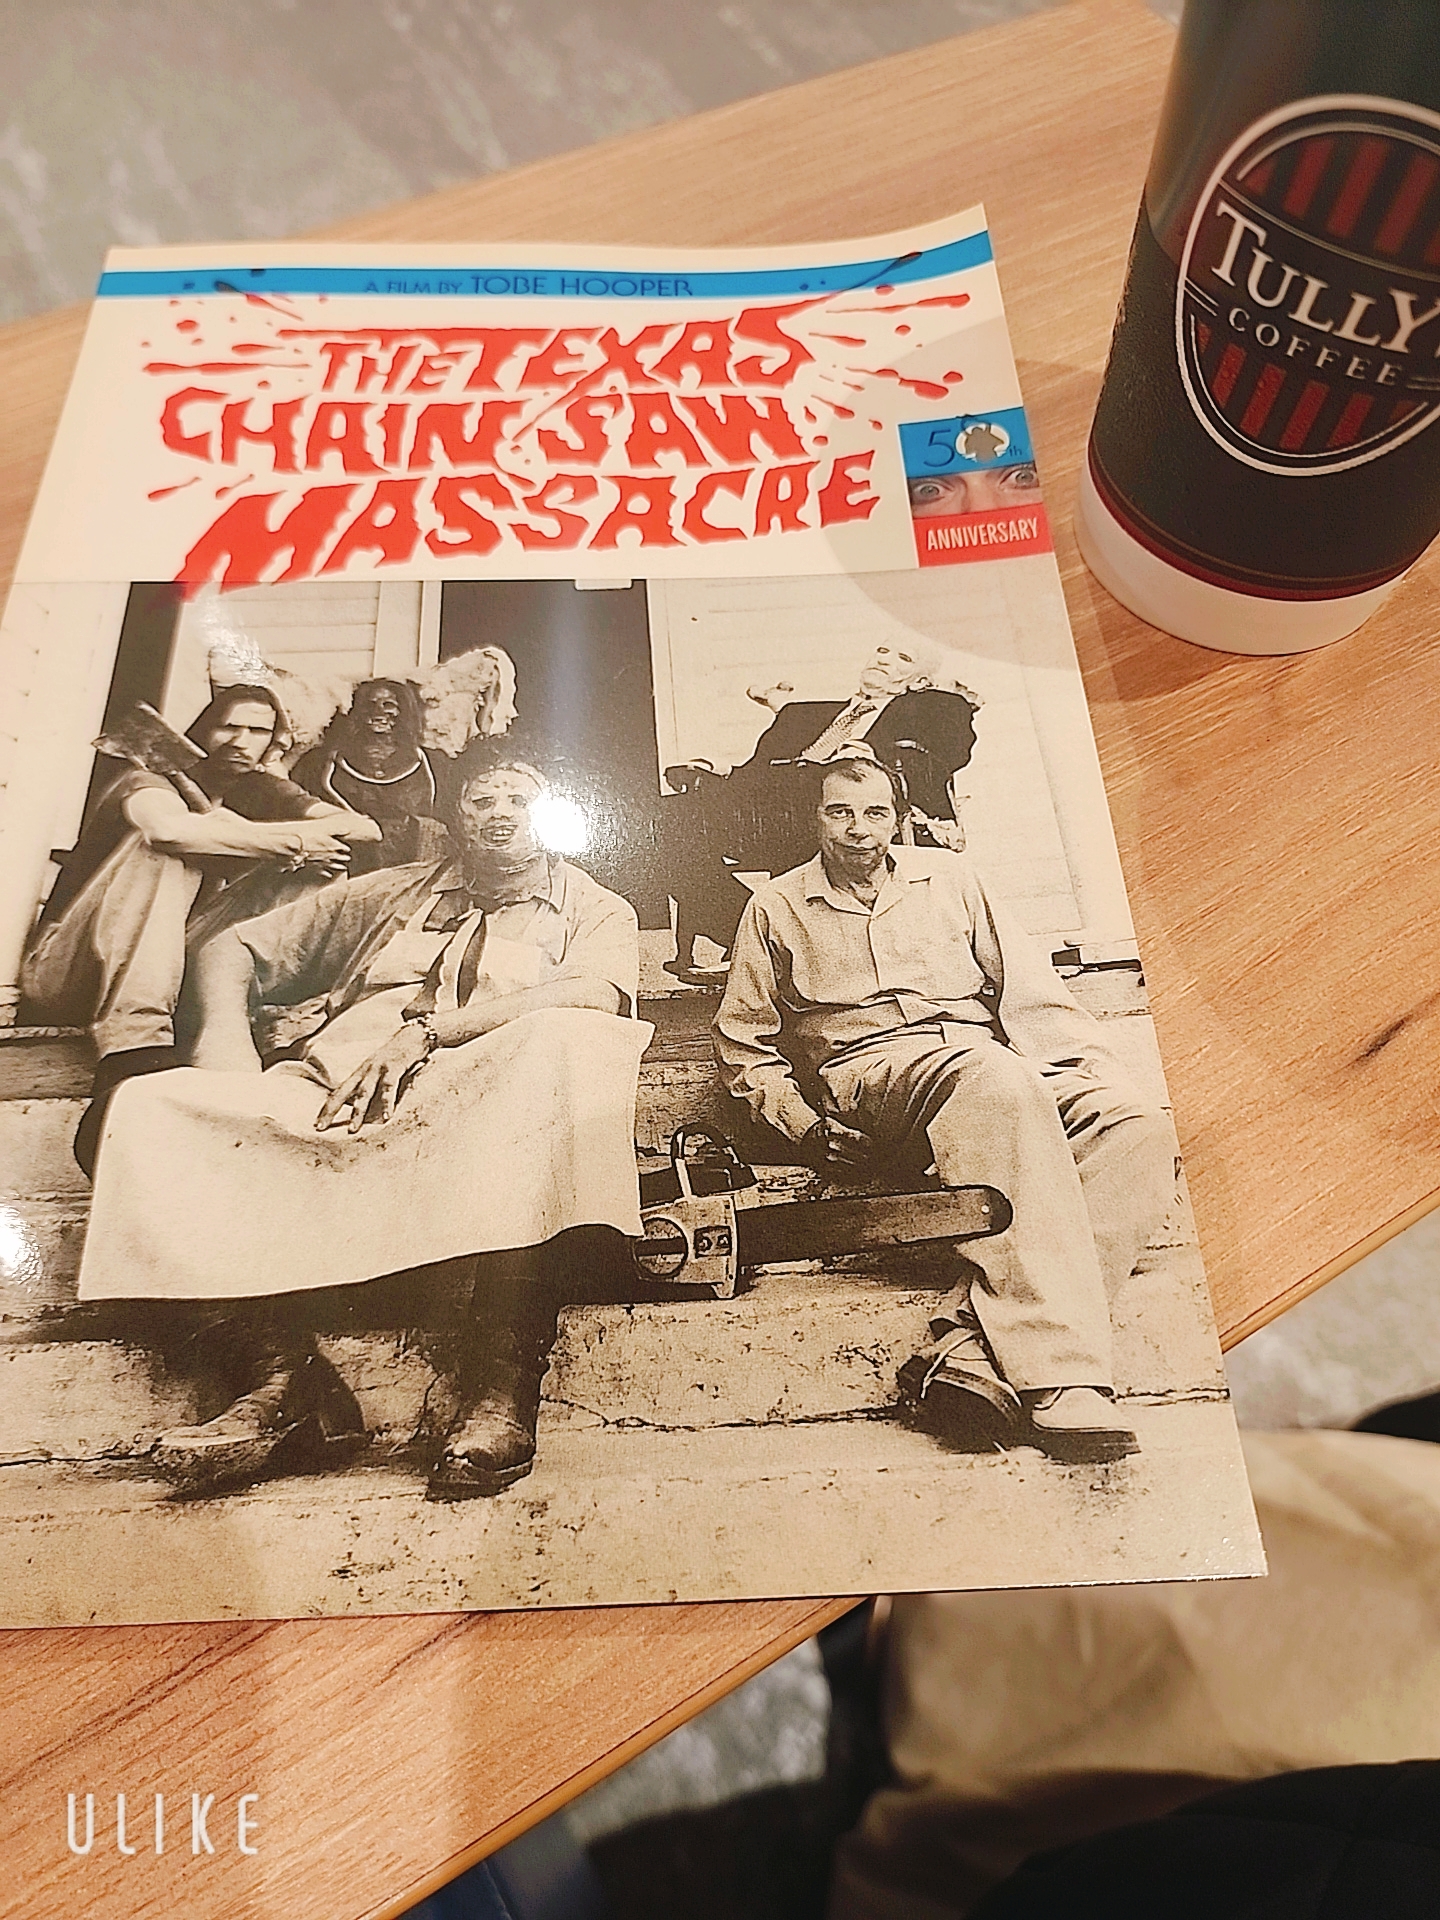 A FILM BY TOBE HOOPER
THE TEXAS
CHAIN SAW
MASSACRE
50th
ANNIVERSARY
TULLY'S
COFFEE
ULIKE